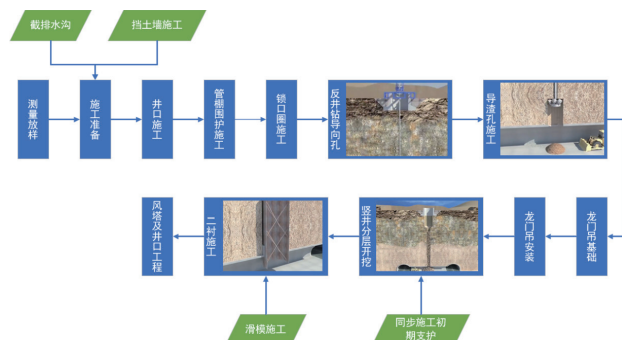 截排水沟
挡土墙施工
测量放样
施工准备
井口施工
管棚围护施工
锁口圈施工
反井钻导向孔
导渣孔施工
龙门吊基础
龙门吊安装
竖井分层开挖
二衬施工
风塔及井口工程
滑模施工
同步施工初
期支护